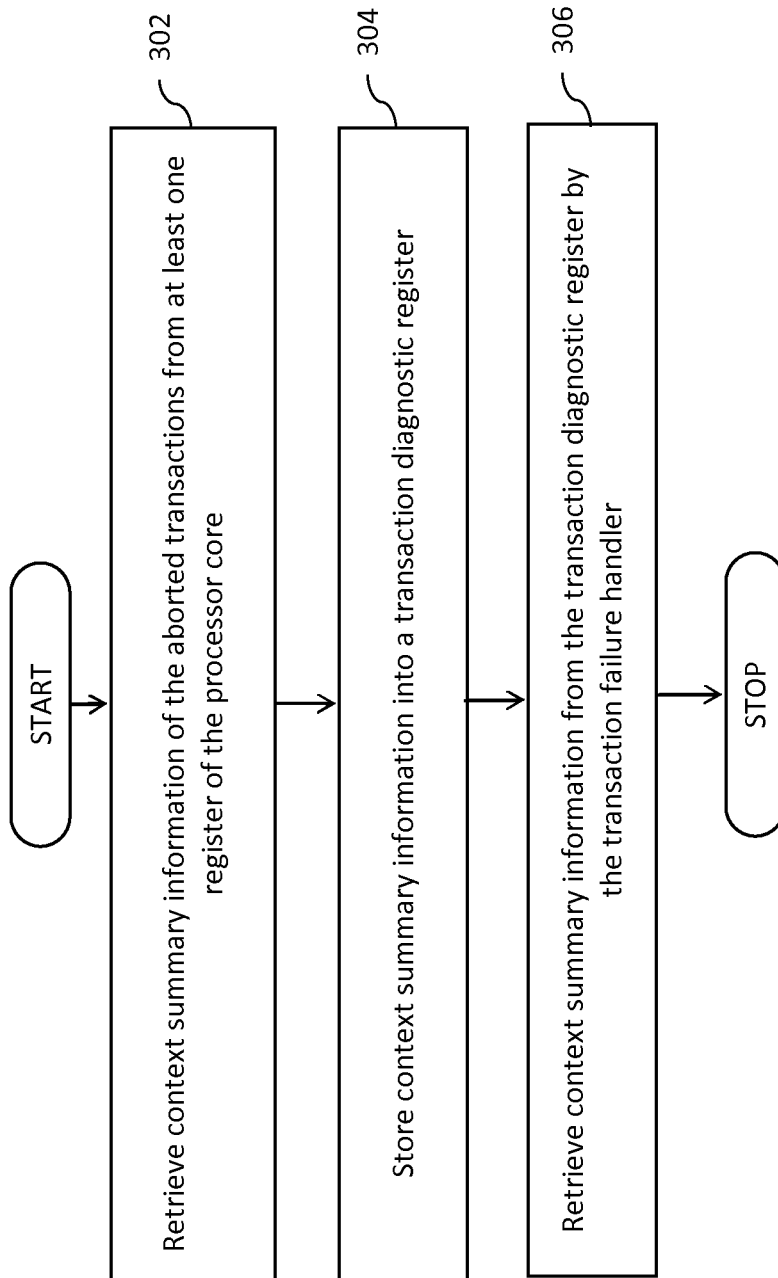 START
302
Retrieve context summary information of the aborted transactions from at least one
register of the processor core
304
Store context summary information into a transaction diagnostic register
306
Retrieve context summary information from the transaction diagnostic register by
the transaction failure handler
STOP